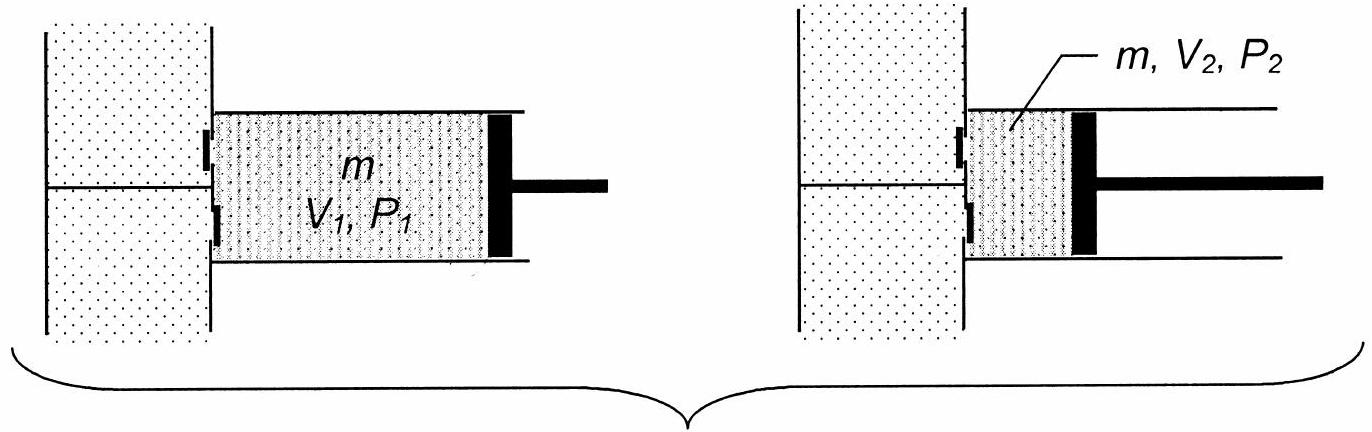 m
V₁, P₁
m, V₂, P₂